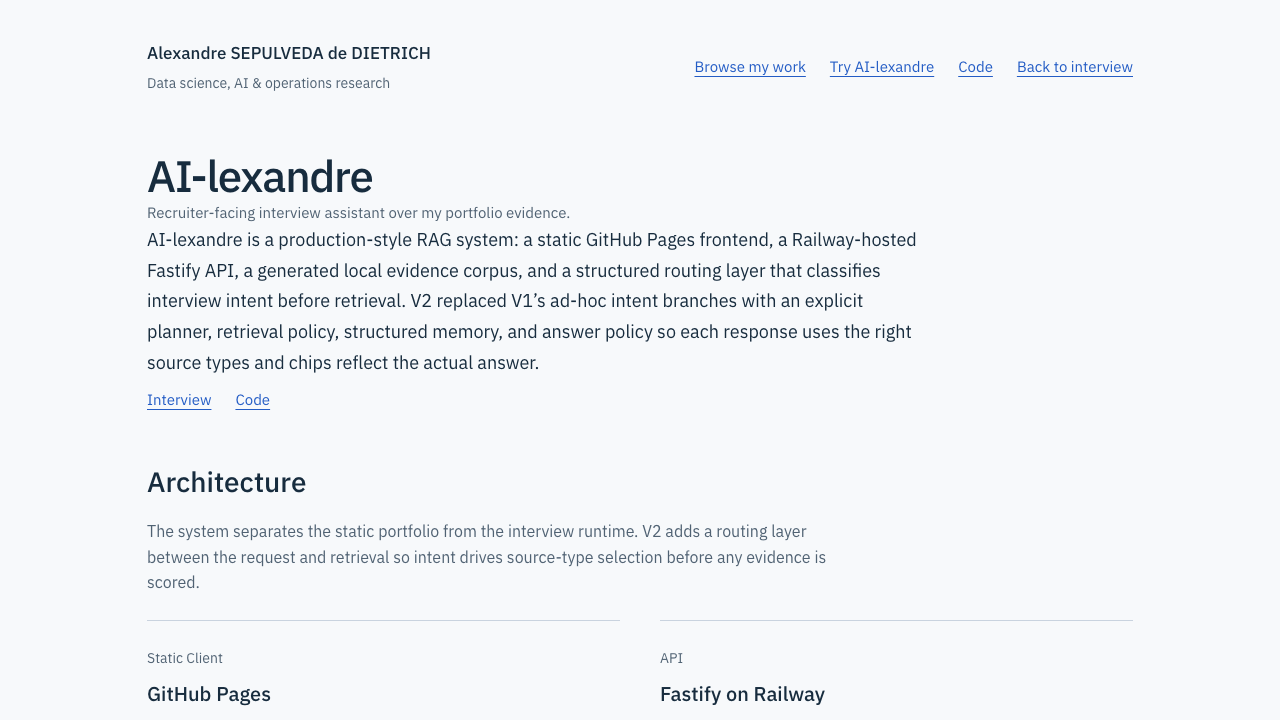 Alexandre SEPULVEDA de DIETRICH
Data science, AI & operations research
Browse my work
Try AI-lexandre
Code
Back to interview
AI-lexandre
Recruiter-facing interview assistant over my portfolio evidence.
AI-lexandre is a production-style RAG system: a static GitHub Pages frontend, a Railway-hosted
Fastify API, a generated local evidence corpus, and a structured routing layer that classifies
interview intent before retrieval. V2 replaced V1’s ad-hoc intent branches with an explicit
planner, retrieval policy, structured memory, and answer policy so each response uses the right
source types and chips reflect the actual answer.
Interview
Code
Architecture
The system separates the static portfolio from the interview runtime. V2 adds a routing layer
between the request and retrieval so intent drives source-type selection before any evidence is
scored.
Static Client
GitHub Pages
API
Fastify on Railway